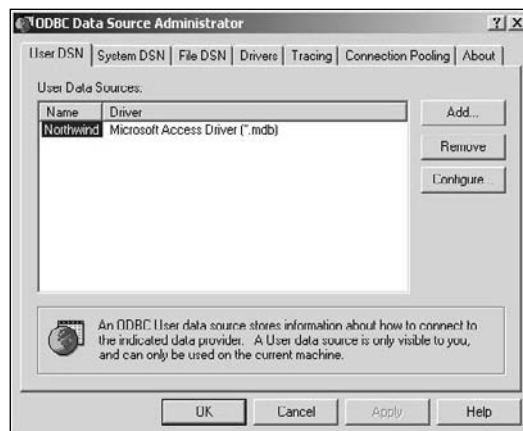 ODBC Data Source Administrator
User DSN System DSN File DSN Drivers Tracing Connection Pooling About
User Data Sources:
Name Driver
Northwind Microsoft Access Driver (*.mdb)
Add...
Remove
Configure...
An ODBC User data source stores information about how to connect to
the indicated data provider. A User data source is only visible to you,
and can only be used on the current machine.
OK Cancel Apply Help